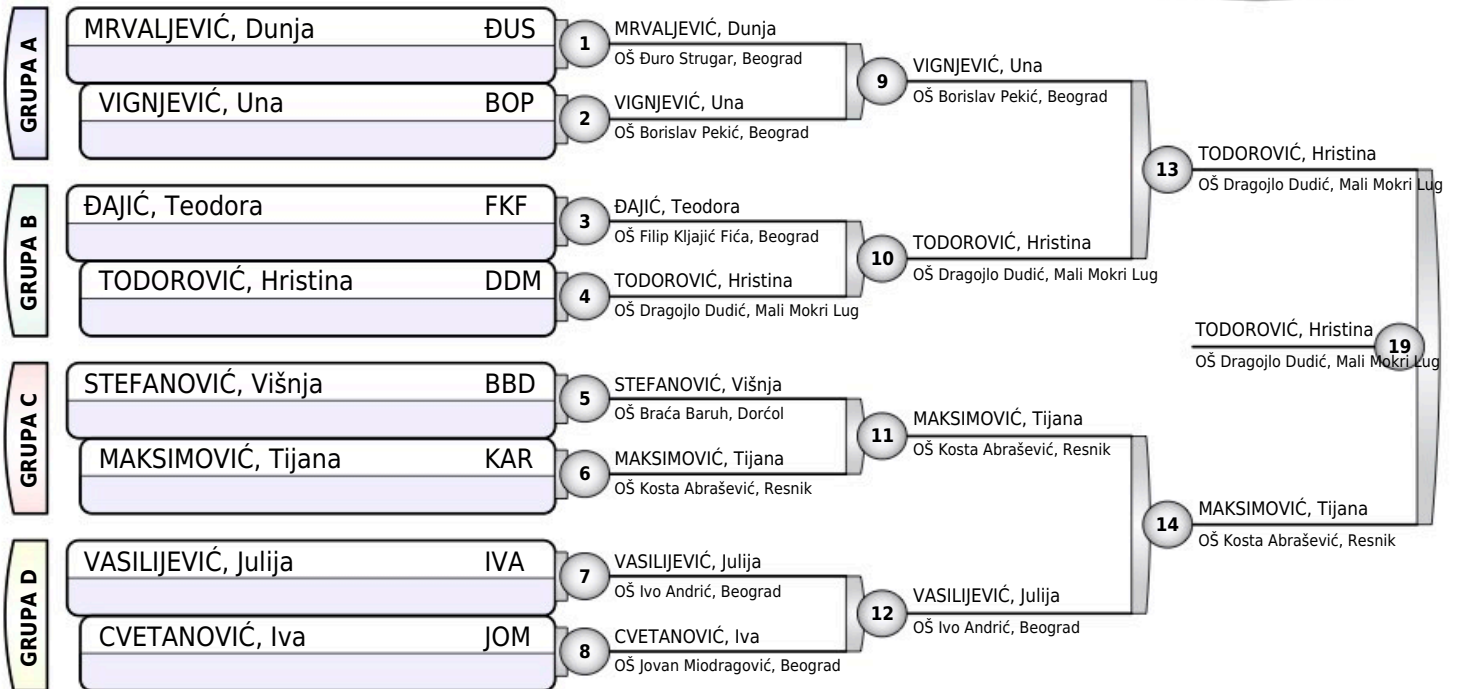 GRUPA A
MRVALJEVIĆ, Dunja ĐUS
VIGNJEVIĆ, Una BOP
GRUPA B
ĐAJIĆ, Teodora FKF
TODOROVIĆ, Hristina DDM
GRUPA C
STEFANOVIĆ, Višnja BBD
MAKSIMOVIĆ, Tijana KAR
GRUPA D
VASILIJEVIĆ, Julija IVA
CVETANOVIĆ, Iva JOM
1 MRVALJEVIĆ, Dunja
OŠ Đuro Strugar, Beograd
2 VIGNJEVIĆ, Una
OŠ Borislav Pekić, Beograd
3 ĐAJIĆ, Teodora
OŠ Filip Kljajić Fića, Beograd
4 TODOROVIĆ, Hristina
OŠ Dragojlo Dudić, Mali Mokri Lug
5 STEFANOVIĆ, Višnja
OŠ Braća Baruh, Dorćol
6 MAKSIMOVIĆ, Tijana
OŠ Kosta Abrašević, Resnik
7 VASILIJEVIĆ, Julija
OŠ Ivo Andrić, Beograd
8 CVETANOVIĆ, Iva
OŠ Jovan Miodragović, Beograd
9 VIGNJEVIĆ, Una
OŠ Borislav Pekić, Beograd
10 TODOROVIĆ, Hristina
OŠ Dragojlo Dudić, Mali Mokri Lug
11 MAKSIMOVIĆ, Tijana
OŠ Kosta Abrašević, Resnik
12 VASILIJEVIĆ, Julija
OŠ Ivo Andrić, Beograd
13 TODOROVIĆ, Hristina
OŠ Dragojlo Dudić, Mali Mokri Lug
14 MAKSIMOVIĆ, Tijana
OŠ Kosta Abrašević, Resnik
TODOROVIĆ, Hristina 19
OŠ Dragojlo Dudić, Mali Mokri Lug